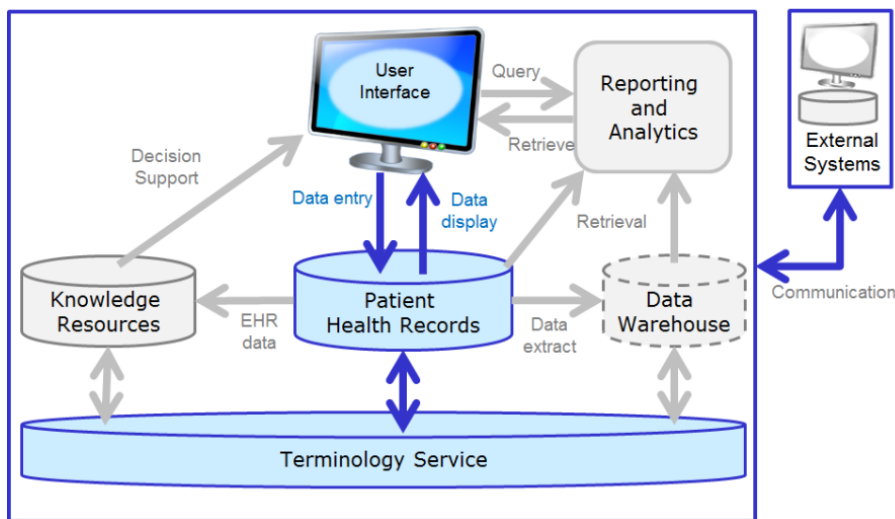 User
Interface
Query
Reporting
and
Analytics
Retrieve
External
Systems
Decision
Support
Data entry
Data
display
Retrieval
Communication
Knowledge
Resources
EHR
data
Patient
Health Records
Data
extract
Data
Warehouse
Terminology Service